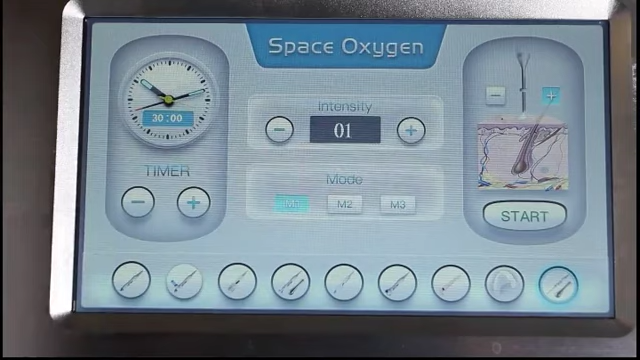 Space Oxygen
30:00
TIMER
− +
Intensity
− 01 +
Mode
M1 M2 M3
− +
START